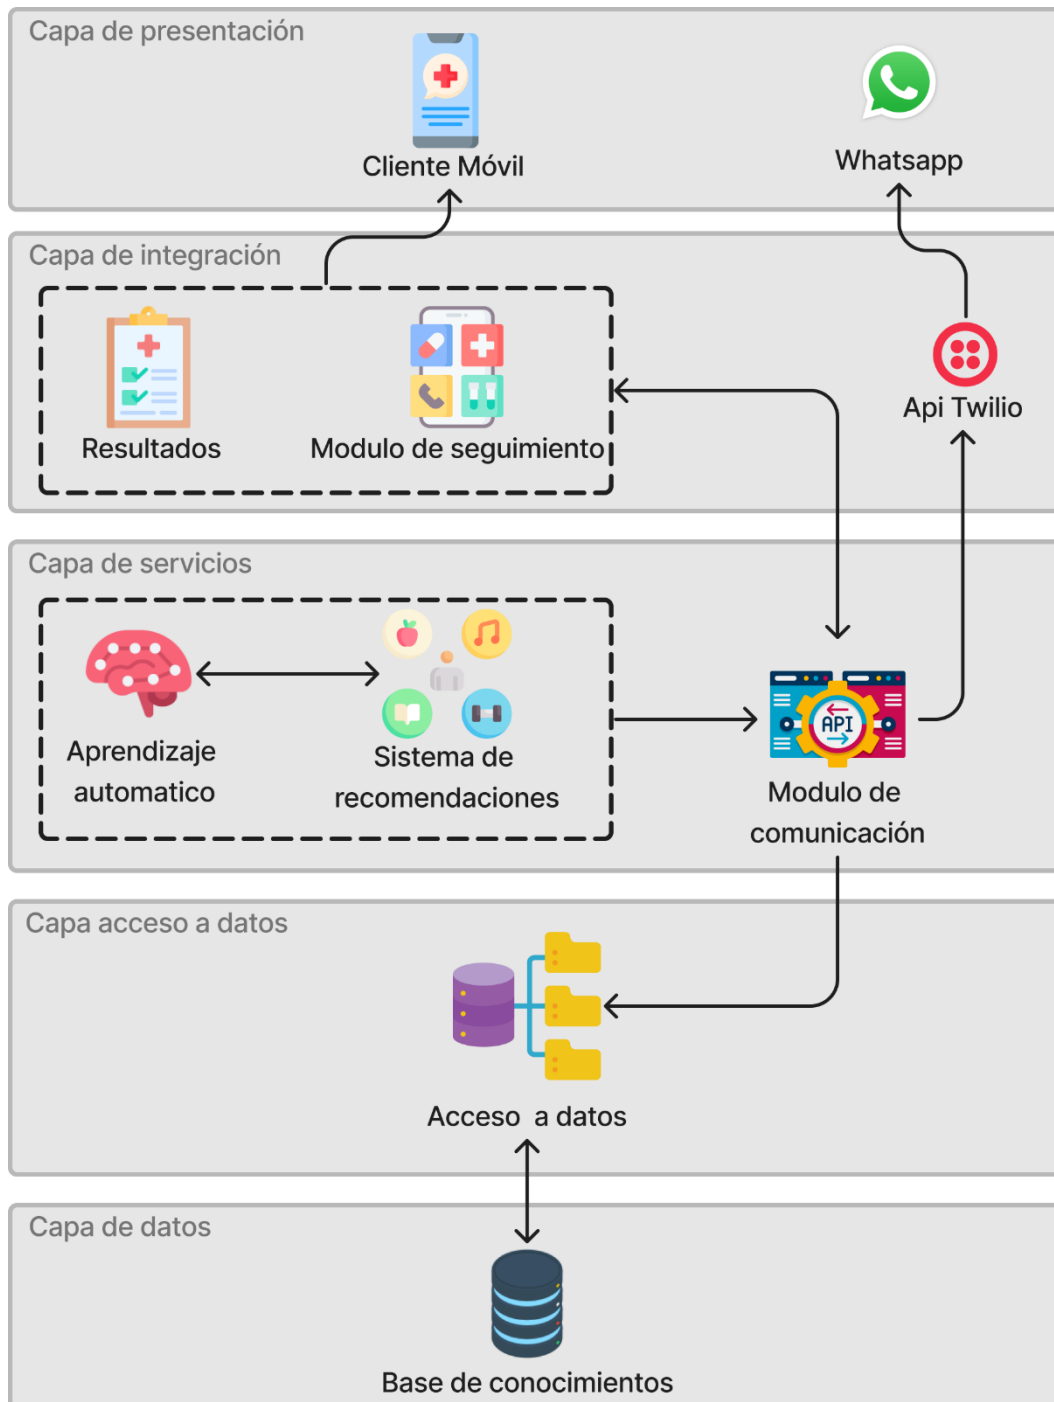 Capa de presentación
Cliente Móvil
Whatsapp
Capa de integración
Resultados
Modulo de seguimiento
Api Twilio
Capa de servicios
Aprendizaje
automatico
Sistema de
recomendaciones
API
Modulo de
comunicación
Capa acceso a datos
Acceso a datos
Capa de datos
Base de conocimientos